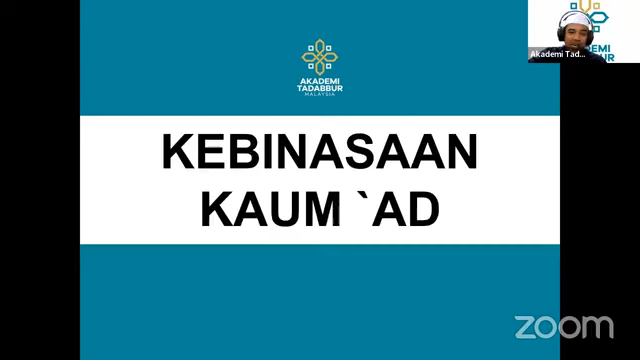 AKADEMI
TADABBUR
MALAYSIA
KEBINASAAN
KAUM `AD
Akademi Tad...
zoom